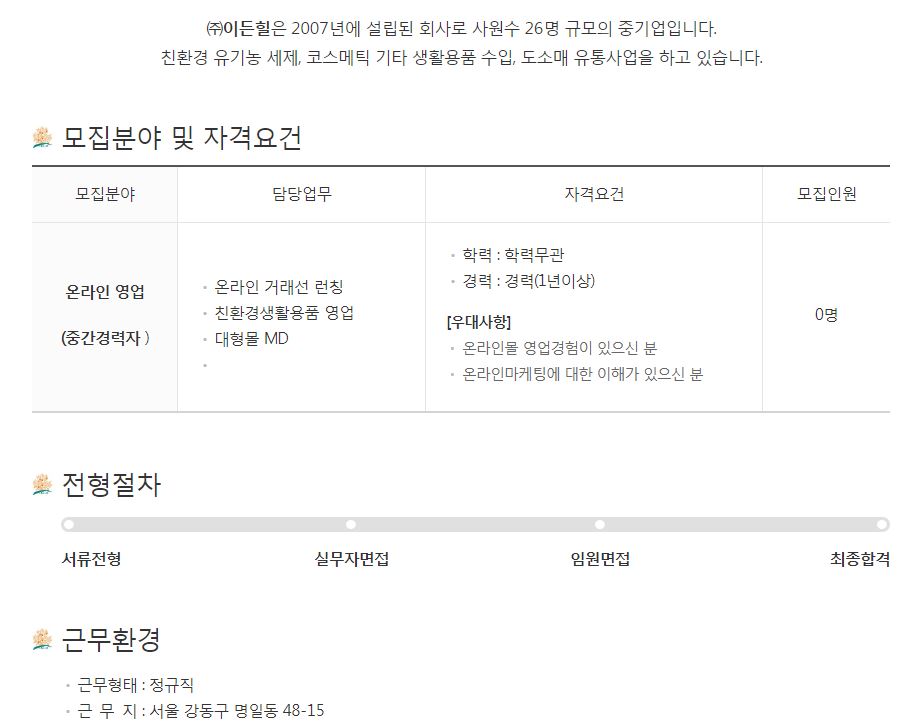 ㈜이든힐은 2007년에 설립된 회사로 사원수 26명 규모의 중기업입니다.
친환경 유기농 세제, 코스메틱 기타 생활용품 수입, 도소매 유통사업을 하고 있습니다.
모집분야 및 자격요건
모집분야 담당업무 자격요건 모집인원
온라인 영업
(중간경력자 )
온라인 거래선 런칭
친환경생활용품 영업
대형몰 MD
학력 : 학력무관
경력 : 경력(1년이상)
[우대사항]
온라인몰 영업경험이 있으신 분
온라인마케팅에 대한 이해가 있으신 분
0명
전형절차
서류전형 실무자면접 임원면접 최종합격
근무환경
근무형태 : 정규직
근 무 지 : 서울 강동구 명일동 48-15